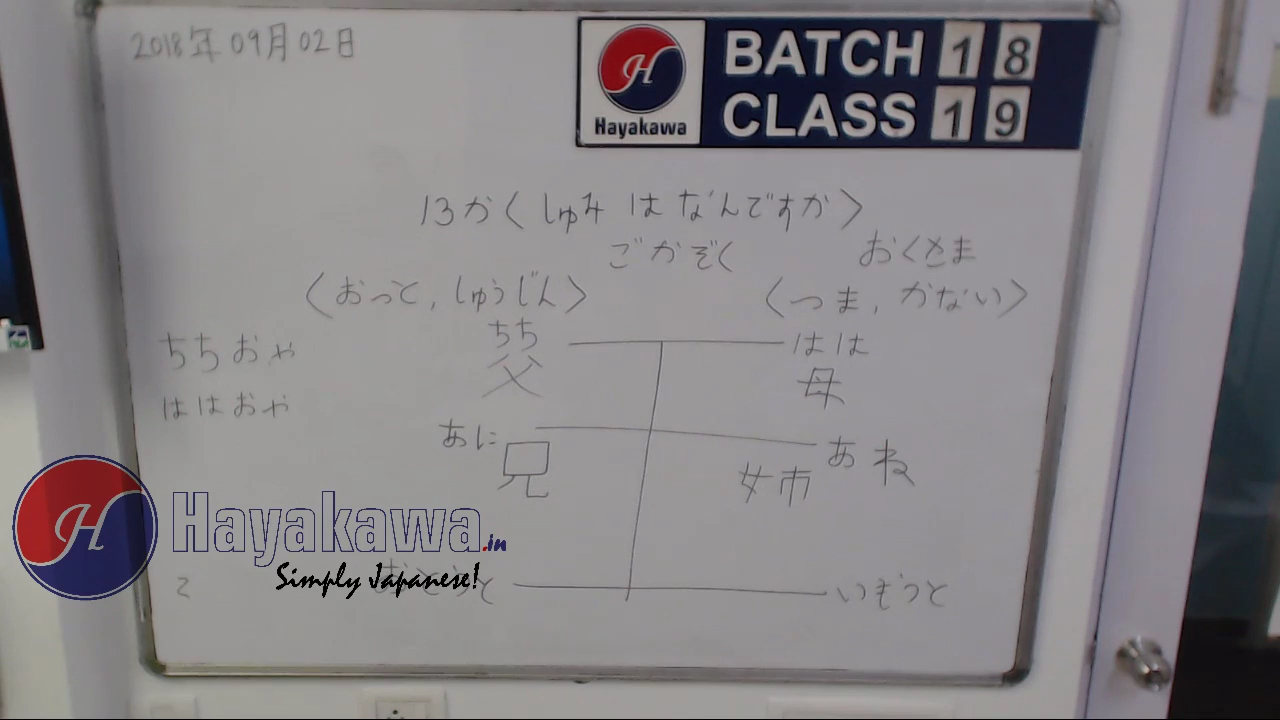 2018年09月02日
BATCH 18
CLASS 19
Hayakawa
13か〈しゅみ は なんですか〉
ごかぞく
おくさま
〈おっと, しゅうじん〉
〈つま, かない〉
ちちおや
ちち
はは
父
母
ははおや
あに
兄
姉
あね
Hayakawa.in
Simply Japanese!
おとうと
いもうと